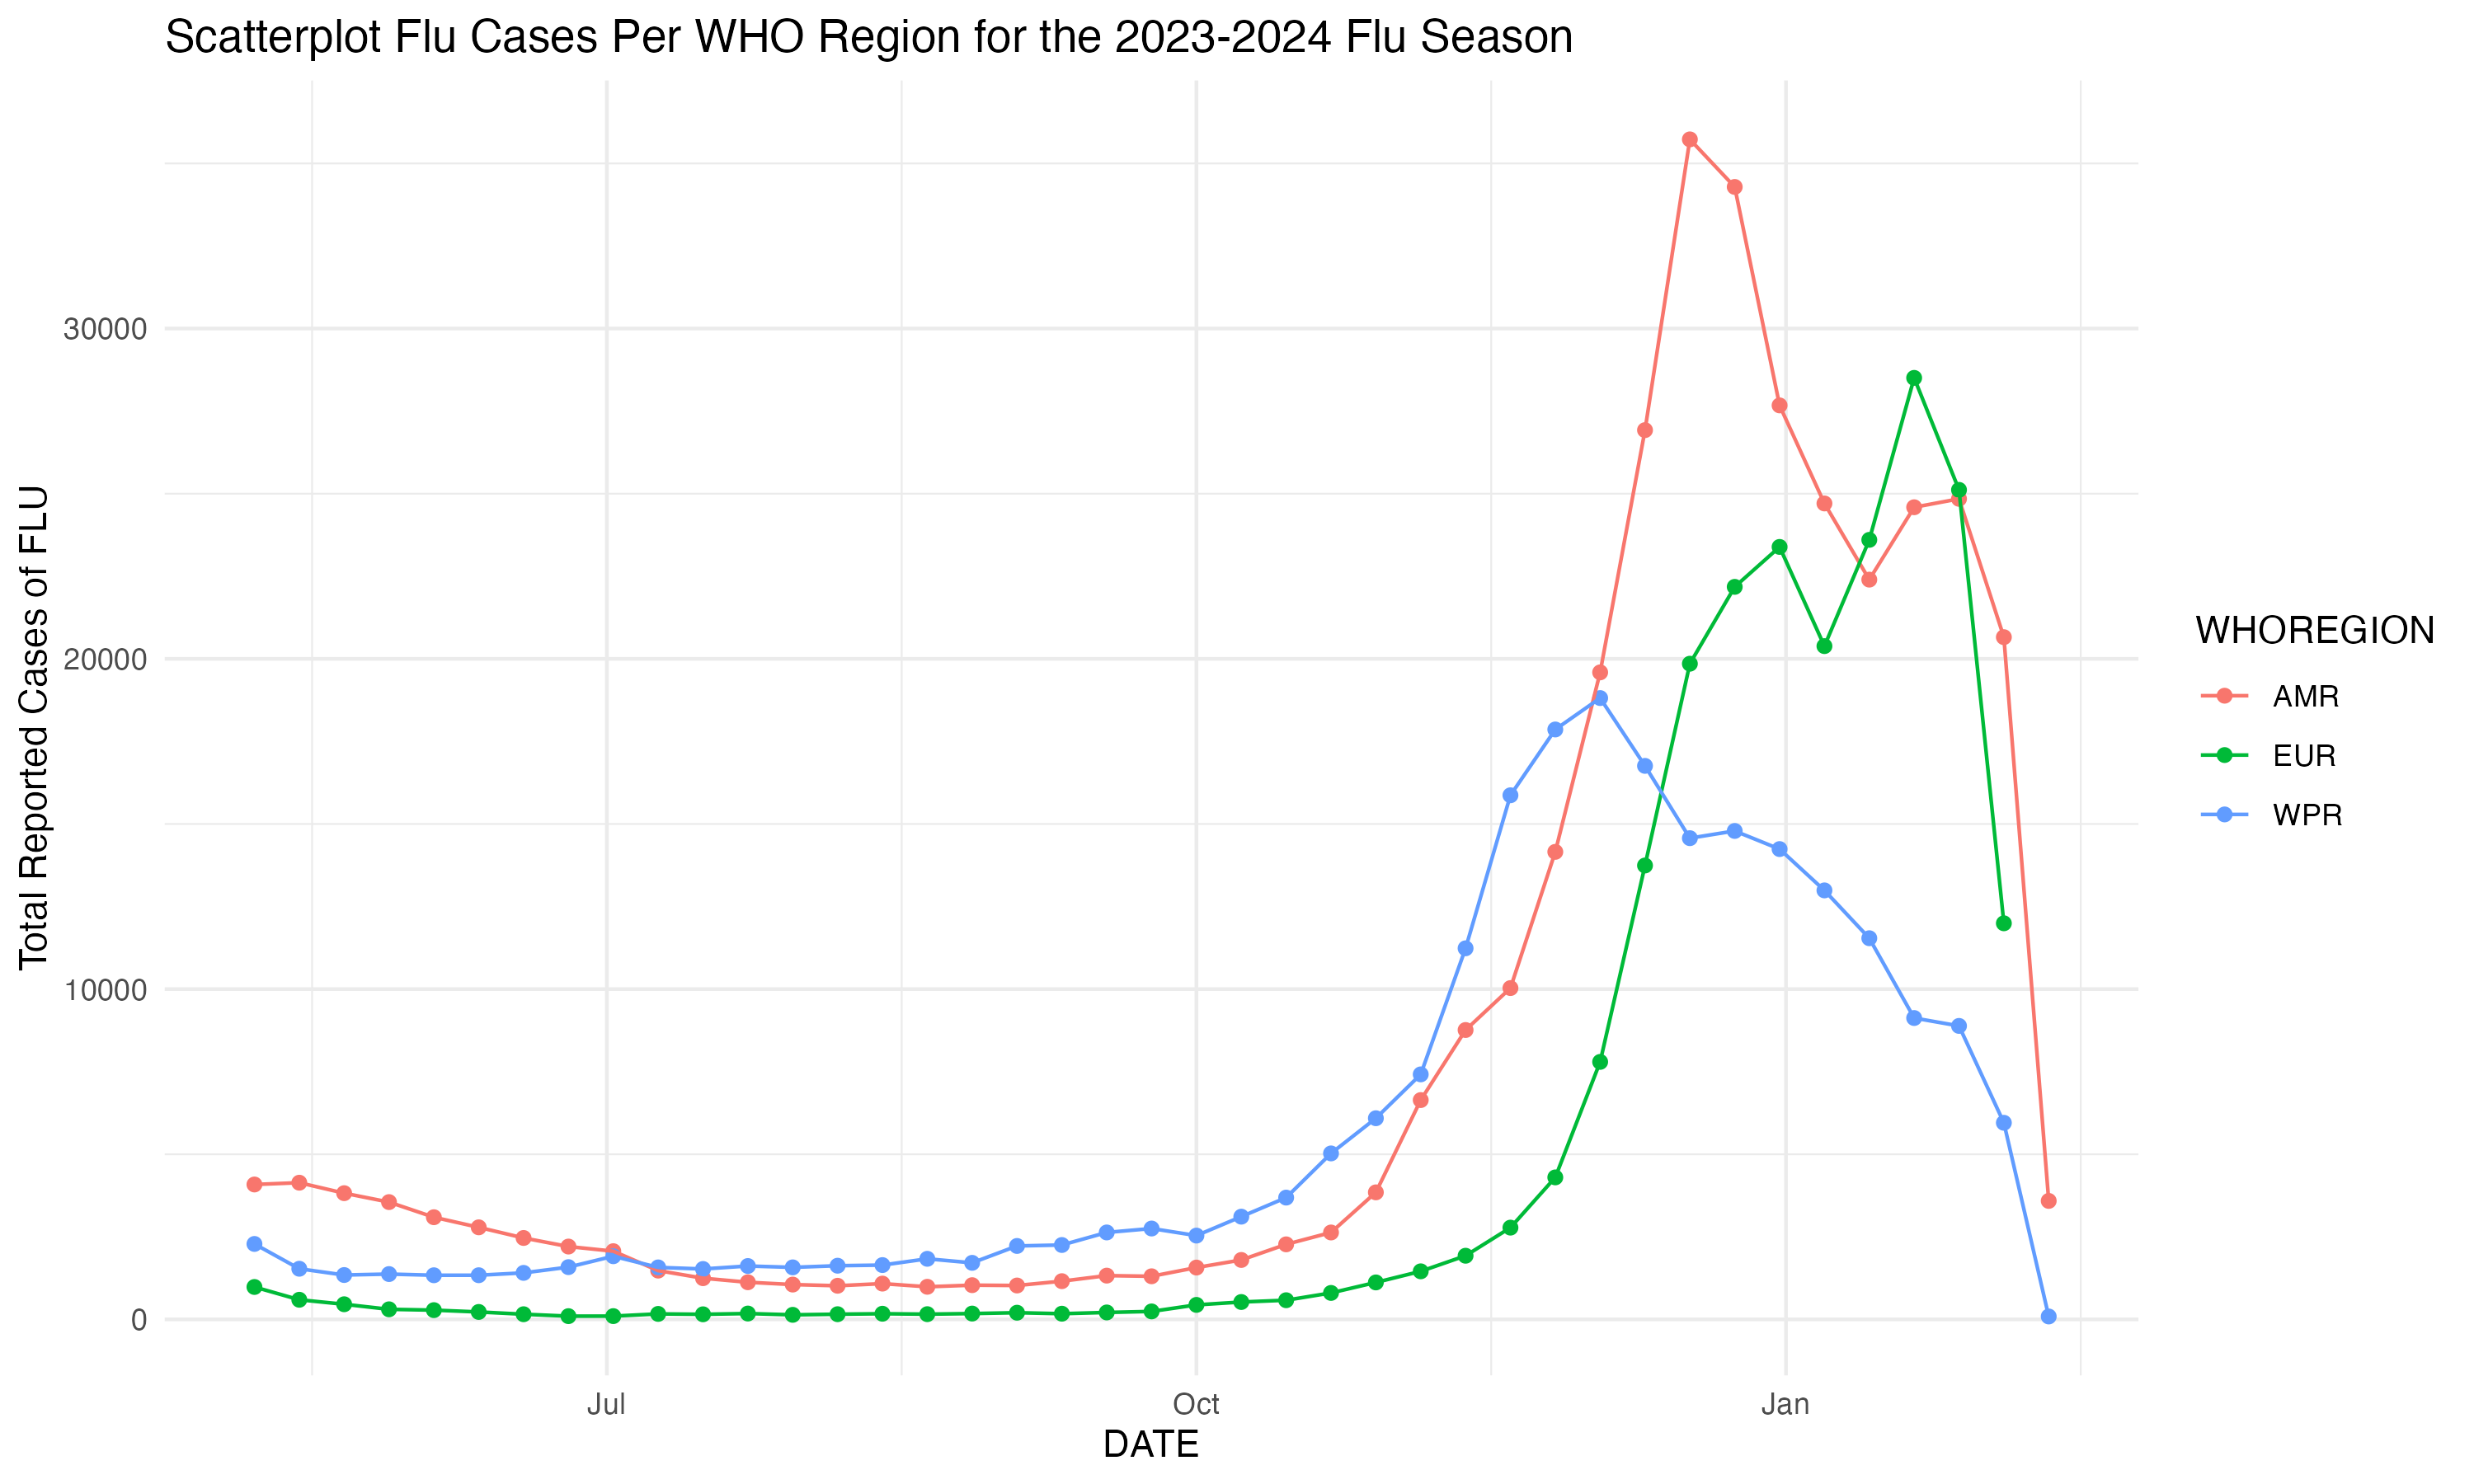 Scatterplot Flu Cases Per WHO Region for the 2023-2024 Flu Season
Total Reported Cases of FLU
30000
20000
10000
0
Jul
Oct
Jan
DATE
WHOREGION
AMR
EUR
WPR